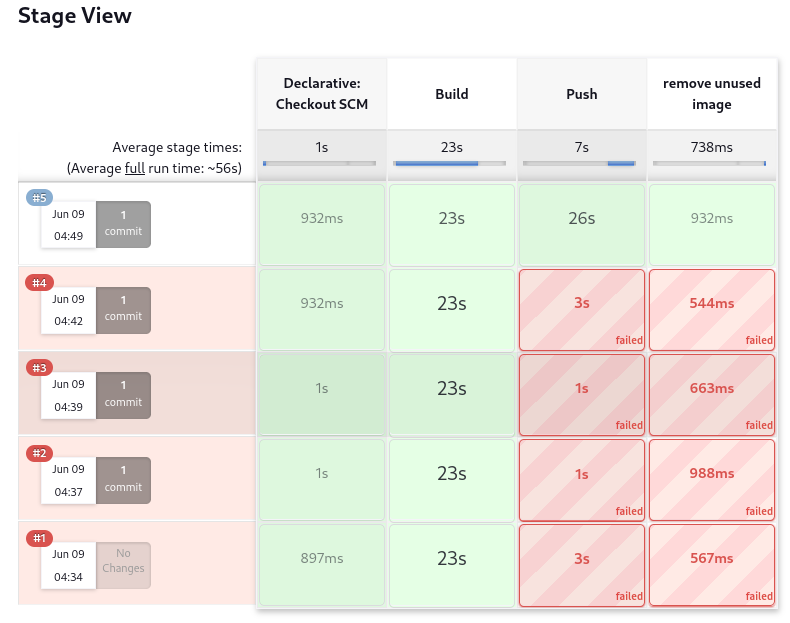 Stage View
Declarative:
Checkout SCM
Build
Push
remove unused
image
Average stage times:
(Average full run time: ~56s)
1s
23s
7s
738ms
#5
Jun 09
04:49
1
commit
932ms
23s
26s
932ms
#4
Jun 09
04:42
1
commit
932ms
23s
3s
failed
544ms
failed
#3
Jun 09
04:39
1
commit
1s
23s
1s
failed
663ms
failed
#2
Jun 09
04:37
1
commit
1s
23s
1s
failed
988ms
failed
#1
Jun 09
04:34
No
Changes
897ms
23s
3s
failed
567ms
failed